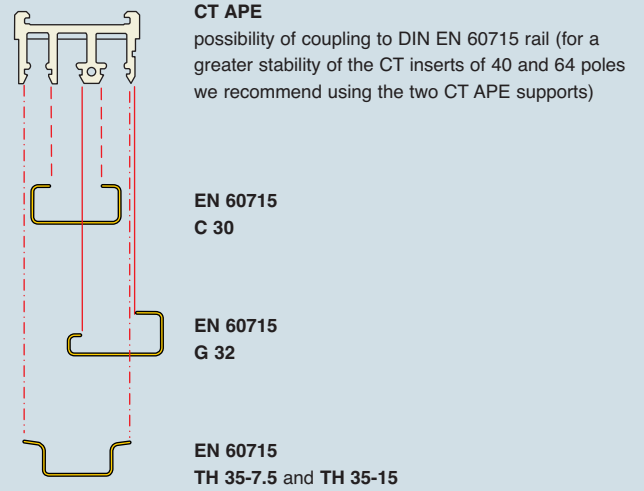 CT APE
possibility of coupling to DIN EN 60715 rail (for a
greater stability of the CT inserts of 40 and 64 poles
we recommend using the two CT APE supports)
EN 60715
C 30
EN 60715
G 32
EN 60715
TH 35-7.5 and TH 35-15